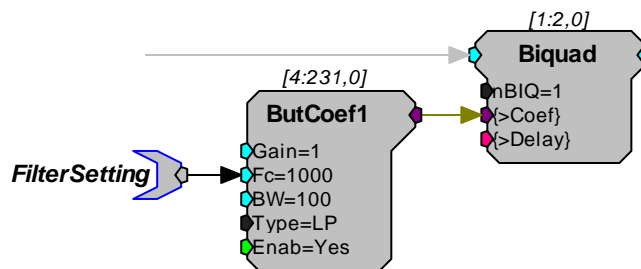 [1:2,0]
Biquad
nBIQ=1
{>Coef}
{>Delay}
[4:231,0]
ButCoef1
Gain=1
Fc=1000
BW=100
Type=LP
Enab=Yes
FilterSetting